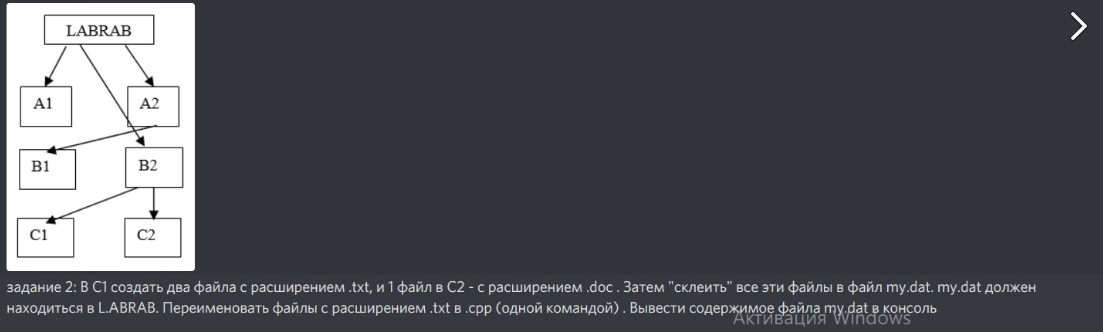 LABRAB
A1
A2
B1
B2
C1
C2
задание 2: В С1 создать два файла с расширением .txt, и 1 файл в С2 - с расширением .doc . Затем "склеить" все эти файлы в файл my.dat. my.dat должен
находиться в L.ABRAB. Переименовать файлы с расширением .txt в .cpp (одной командой) . Вывести содержимое файла my.dat в консоль
Активация Windows